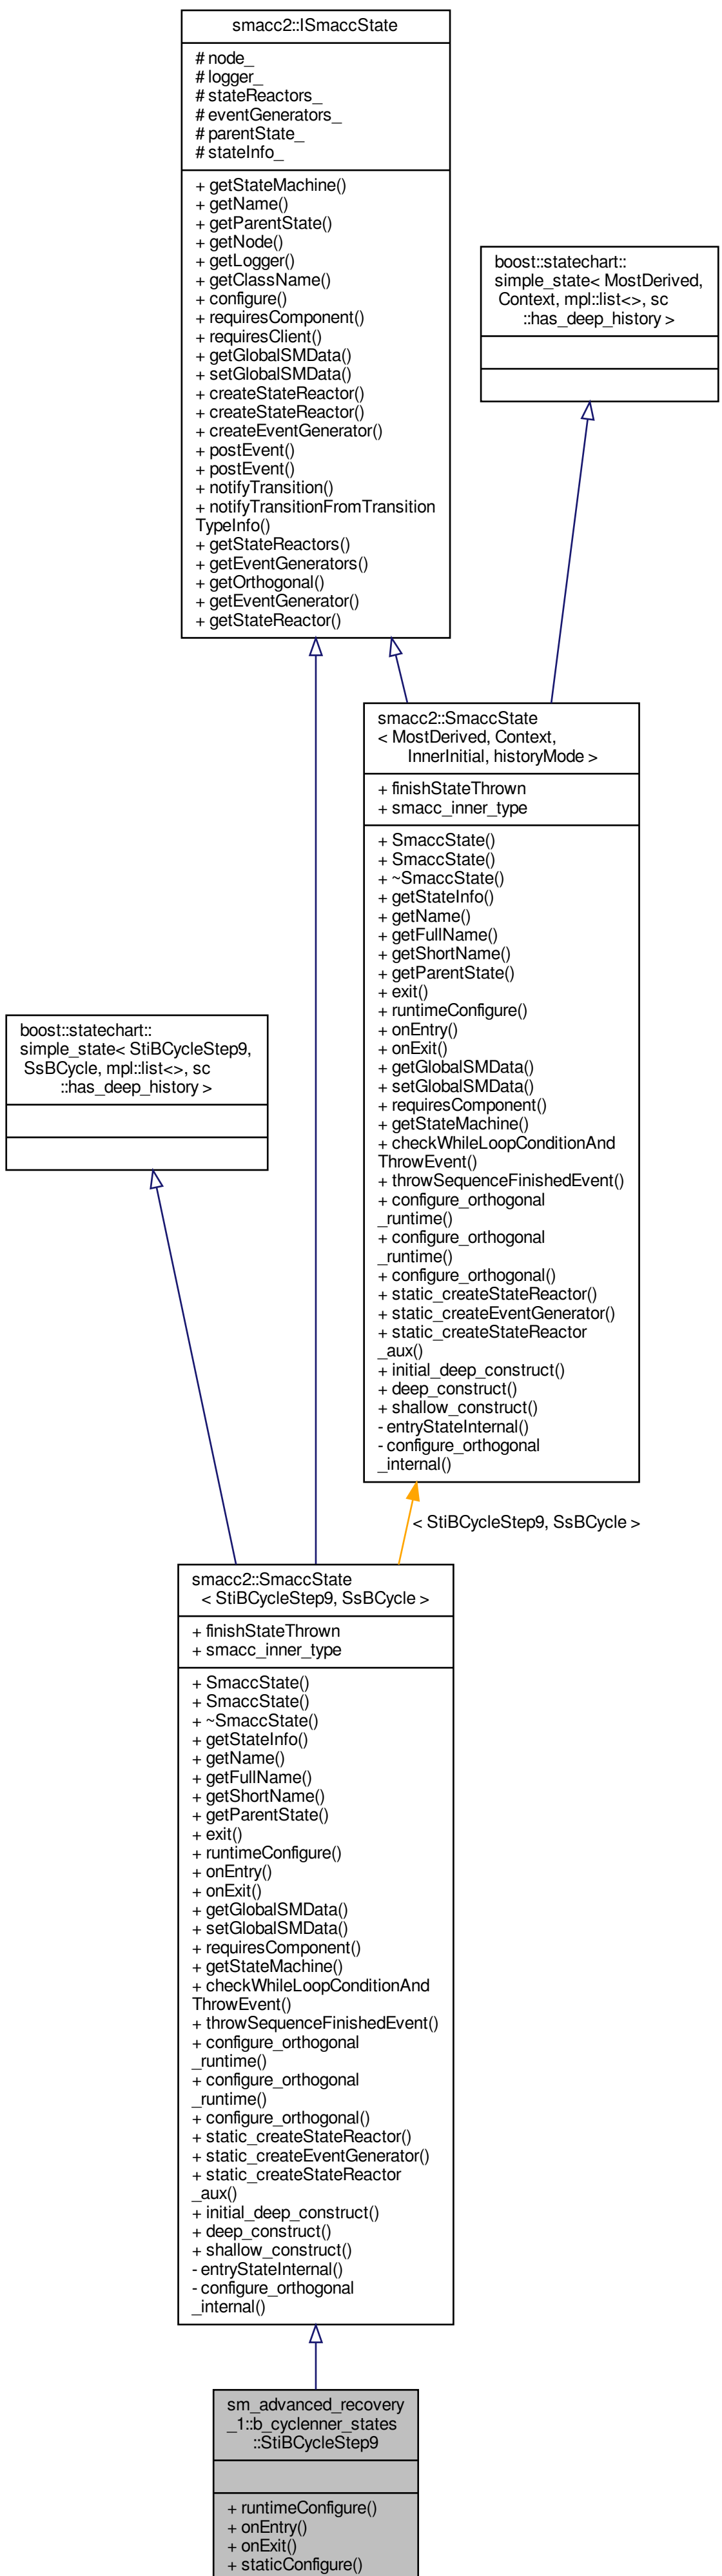 smacc2::ISmaccState
# node_
# logger_
# stateReactors_
# eventGenerators_
# parentState_
# stateInfo_
+ getStateMachine()
+ getName()
+ getParentState()
+ getNode()
+ getLogger()
+ getClassName()
+ configure()
+ requiresComponent()
+ requiresClient()
+ getGlobalSMData()
+ setGlobalSMData()
+ createStateReactor()
+ createStateReactor()
+ createEventGenerator()
+ postEvent()
+ postEvent()
+ notifyTransition()
+ notifyTransitionFromTransition
TypeInfo()
+ getStateReactors()
+ getEventGenerators()
+ getOrthogonal()
+ getEventGenerator()
+ getStateReactor()
boost::statechart::
simple_state< MostDerived,
Context, mpl::list<>, sc
::has_deep_history >
smacc2::SmaccState
< MostDerived, Context,
InnerInitial, historyMode >
+ finishStateThrown
+ smacc_inner_type
+ SmaccState()
+ SmaccState()
+ ~SmaccState()
+ getStateInfo()
+ getName()
+ getFullName()
+ getShortName()
+ getParentState()
+ exit()
+ runtimeConfigure()
+ onEntry()
+ onExit()
+ getGlobalSMData()
+ setGlobalSMData()
+ requiresComponent()
+ getStateMachine()
+ checkWhileLoopConditionAnd
ThrowEvent()
+ throwSequenceFinishedEvent()
+ configure_orthogonal
_runtime()
+ configure_orthogonal
_runtime()
+ configure_orthogonal()
+ static_createStateReactor()
+ static_createEventGenerator()
+ static_createStateReactor
_aux()
+ initial_deep_construct()
+ deep_construct()
+ shallow_construct()
- entryStateInternal()
- configure_orthogonal
_internal()
boost::statechart::
simple_state< StiBCycleStep9,
SsBCycle, mpl::list<>, sc
::has_deep_history >
< StiBCycleStep9, SsBCycle >
smacc2::SmaccState
< StiBCycleStep9, SsBCycle >
+ finishStateThrown
+ smacc_inner_type
+ SmaccState()
+ SmaccState()
+ ~SmaccState()
+ getStateInfo()
+ getName()
+ getFullName()
+ getShortName()
+ getParentState()
+ exit()
+ runtimeConfigure()
+ onEntry()
+ onExit()
+ getGlobalSMData()
+ setGlobalSMData()
+ requiresComponent()
+ getStateMachine()
+ checkWhileLoopConditionAnd
ThrowEvent()
+ throwSequenceFinishedEvent()
+ configure_orthogonal
_runtime()
+ configure_orthogonal
_runtime()
+ configure_orthogonal()
+ static_createStateReactor()
+ static_createEventGenerator()
+ static_createStateReactor
_aux()
+ initial_deep_construct()
+ deep_construct()
+ shallow_construct()
- entryStateInternal()
- configure_orthogonal
_internal()
sm_advanced_recovery
_1::b_cyclenner_states
::StiBCycleStep9
+ runtimeConfigure()
+ onEntry()
+ onExit()
+ staticConfigure()